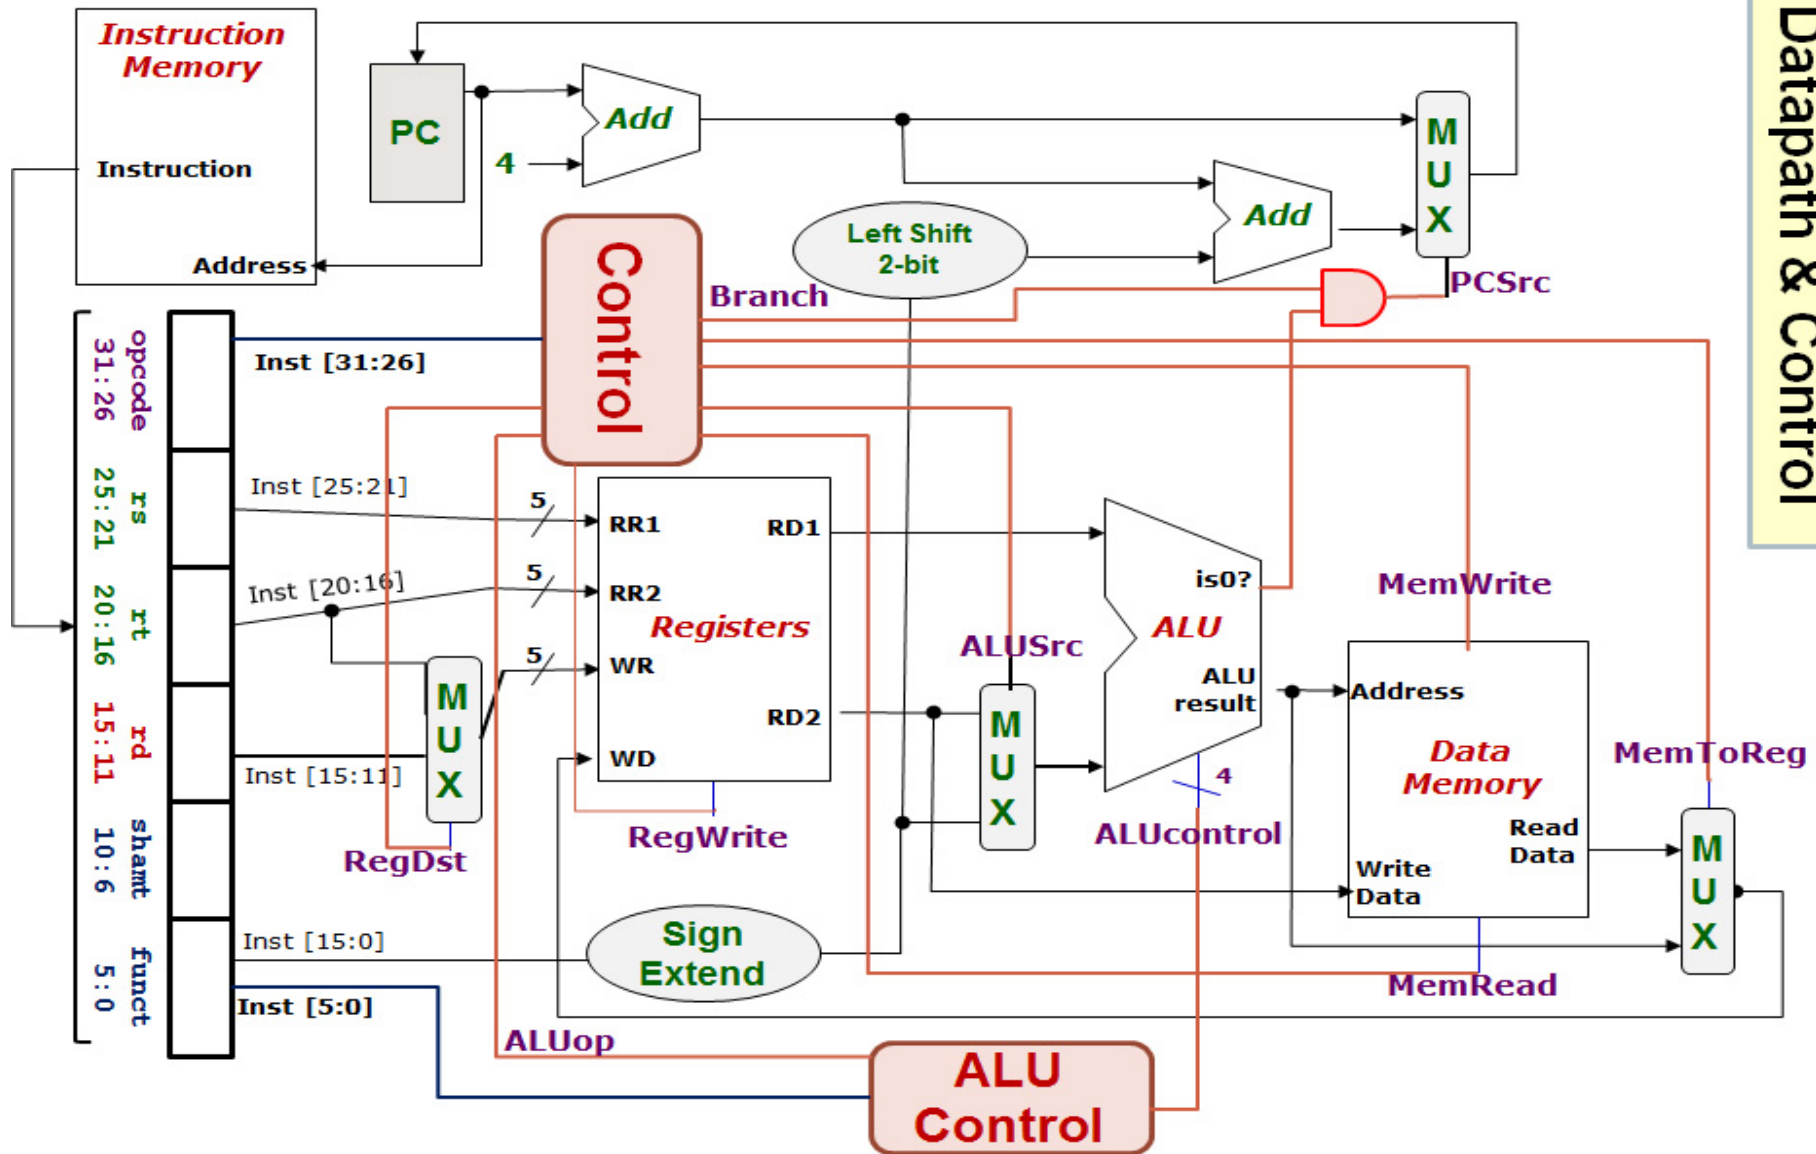 Datapath & Control
Instruction
Memory
Instruction
Address
PC
4
Add
Add
Left Shift
2-bit
M
U
X
PCSrc
Control
Branch
opcode
31:26
rs
25:21
rt
20:16
rd
15:11
shamt
10:6
funct
5:0
Inst [31:26]
Inst [25:21]
Inst [20:16]
Inst [15:11]
Inst [15:0]
Inst [5:0]
5
5
5
M
U
X
RegDst
RR1
RR2
WR
WD
RD1
RD2
Registers
RegWrite
Sign
Extend
ALUSrc
M
U
X
is0?
ALU
ALU
result
4
ALUcontrol
MemWrite
Address
Data
Memory
Read
Data
Write
Data
MemRead
MemToReg
M
U
X
ALUop
ALU
Control